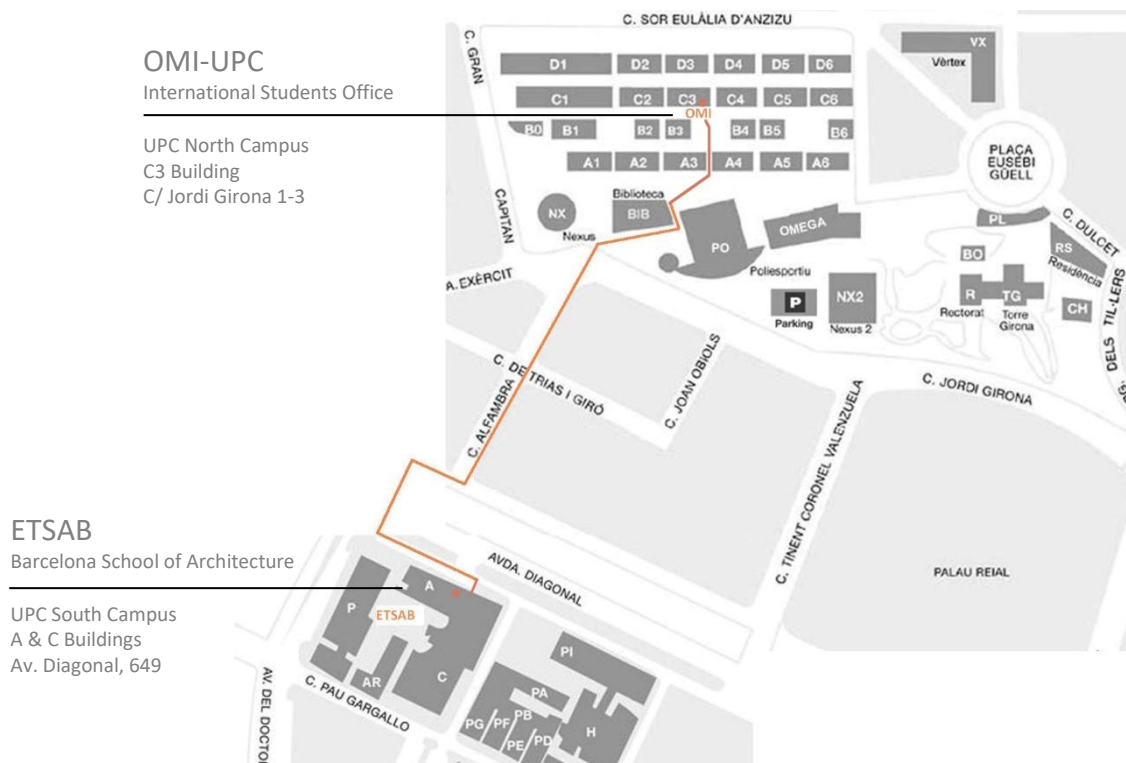 OMI-UPC
International Students Office
UPC North Campus
C3 Building
C/ Jordi Girona 1-3
ETSAB
Barcelona School of Architecture
UPC South Campus
A & C Buildings
Av. Diagonal, 649
C. SOR EULÀLIA D'ANZIZU
C. GRAN
CAPITAN
D1 D2 D3 D4 D5 D6
C1 C2 C3 C4 C5 C6
OMI
B0 B1 B2 B3 B4 B5 B6
A1 A2 A3 A4 A5 A6
VX
Vèrtex
PLAÇA
EUSEBI
GÜELL
C. DULCET
NX
Nexus
Biblioteca
BIB
PO
Poliesportiu
OMEGA
PL
RS
Residència
BO
R
Rectorat
TG
Torre
Girona
CH
DELS TIL·LERS
P
Parking
NX2
Nexus 2
A. EXÈRCIT
C. DE TRIAS I GIRÓ
C. JOAN OBIOLS
C. ALFAMBRA
C. JORDI GIRONA
C. TINENT CORONEL VALENZUELA
AVDA. DIAGONAL
PALAU REIAL
A
P
ETSAB
C
AR
C. PAU GARGALLO
AV. DEL DOCTOR
PI
PA
PB
PG
PF
PE
PD
H